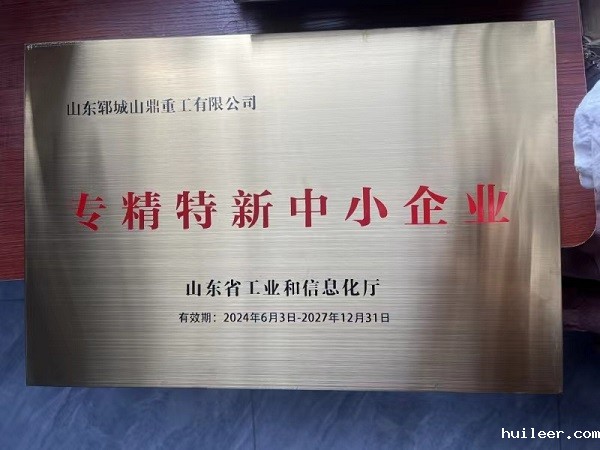 山东郓城山鼎重工有限公司
专精特新中小企业
山东省工业和信息化厅
有效期：2024年6月3日-2027年12月31日
huileer.com